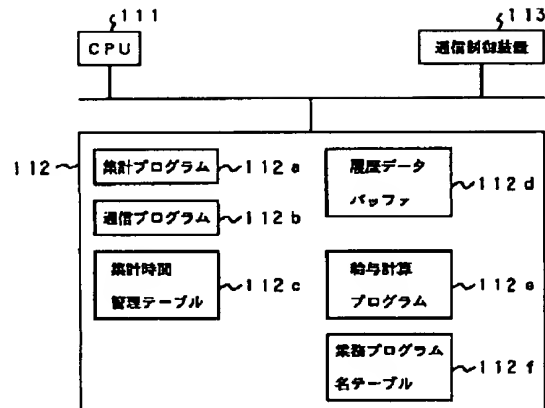 111
CPU
113
通信制御装置
112
集計プログラム
112a
通信プログラム
112b
集計時間
管理テーブル
112c
履歴データ
バッファ
112d
給与計算
プログラム
112e
業務プログラム
名テーブル
112f